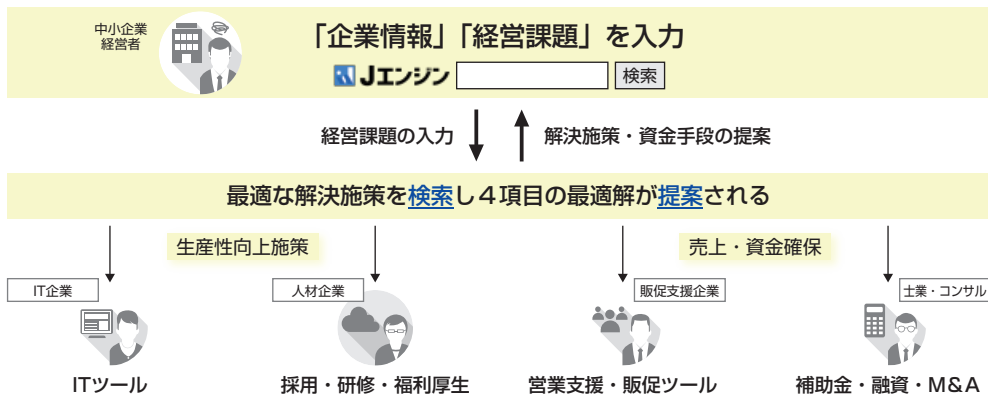 中小企業
経営者
「企業情報」「経営課題」を入力
Jエンジン 検索
経営課題の入力 解決施策・資金手段の提案
最適な解決施策を検索し4項目の最適解が提案される
生産性向上施策 売上・資金確保
IT企業 人材企業 販促支援企業 士業・コンサル
ITツール 採用・研修・福利厚生 営業支援・販促ツール 補助金・融資・M&A